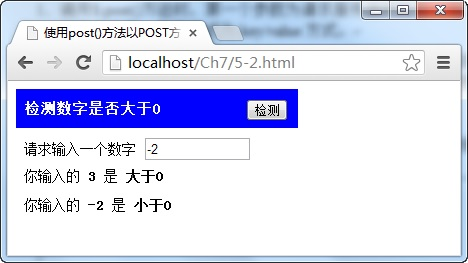 使用post()方法以POST方
localhost/Ch7/5-2.html
检测数字是否大于0
检测
请求输入一个数字 -2
你输入的 3 是 大于0
你输入的 -2 是 小于0